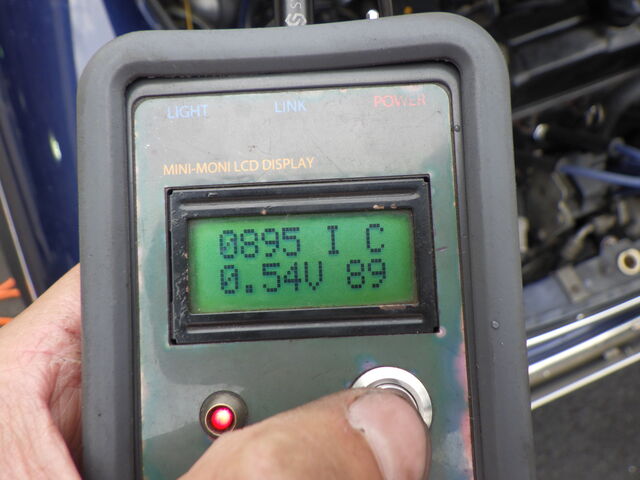 LIGHT LINK POWER
MINI-MONI LCD DISPLAY
0895 I C
0.54V 89